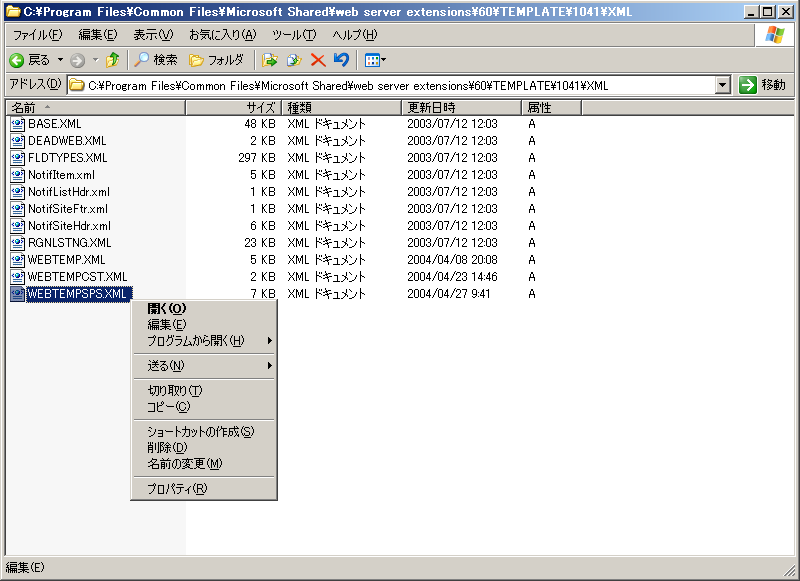 C:¥Program Files¥Common Files¥Microsoft Shared¥web server extensions¥60¥TEMPLATE¥1041¥XML
ファイル(F) 編集(E) 表示(V) お気に入り(A) ツール(T) ヘルプ(H)
戻る 検索 フォルダ
アドレス(D) C:¥Program Files¥Common Files¥Microsoft Shared¥web server extensions¥60¥TEMPLATE¥1041¥XML 移動
名前 サイズ 種類 更新日時 属性
BASE.XML 48 KB XML ドキュメント 2003/07/12 12:03 A
DEADWEB.XML 2 KB XML ドキュメント 2003/07/12 12:03 A
FLDTYPES.XML 297 KB XML ドキュメント 2003/07/12 12:03 A
NotifItem.xml 5 KB XML ドキュメント 2003/07/12 12:03 A
NotifListHdr.xml 1 KB XML ドキュメント 2003/07/12 12:03 A
NotifSiteFtr.xml 1 KB XML ドキュメント 2003/07/12 12:03 A
NotifSiteHdr.xml 6 KB XML ドキュメント 2003/07/12 12:03 A
RGNLSTNG.XML 23 KB XML ドキュメント 2003/07/12 12:03 A
WEBTEMP.XML 5 KB XML ドキュメント 2004/04/08 20:08 A
WEBTEMPCST.XML 2 KB XML ドキュメント 2004/04/23 14:46 A
WEBTEMPSPS.XML 7 KB XML ドキュメント 2004/04/27 9:41 A
開く(O)
編集(E)
プログラムから開く(H)
送る(N)
切り取り(T)
コピー(C)
ショートカットの作成(S)
削除(D)
名前の変更(M)
プロパティ(R)
編集(E)